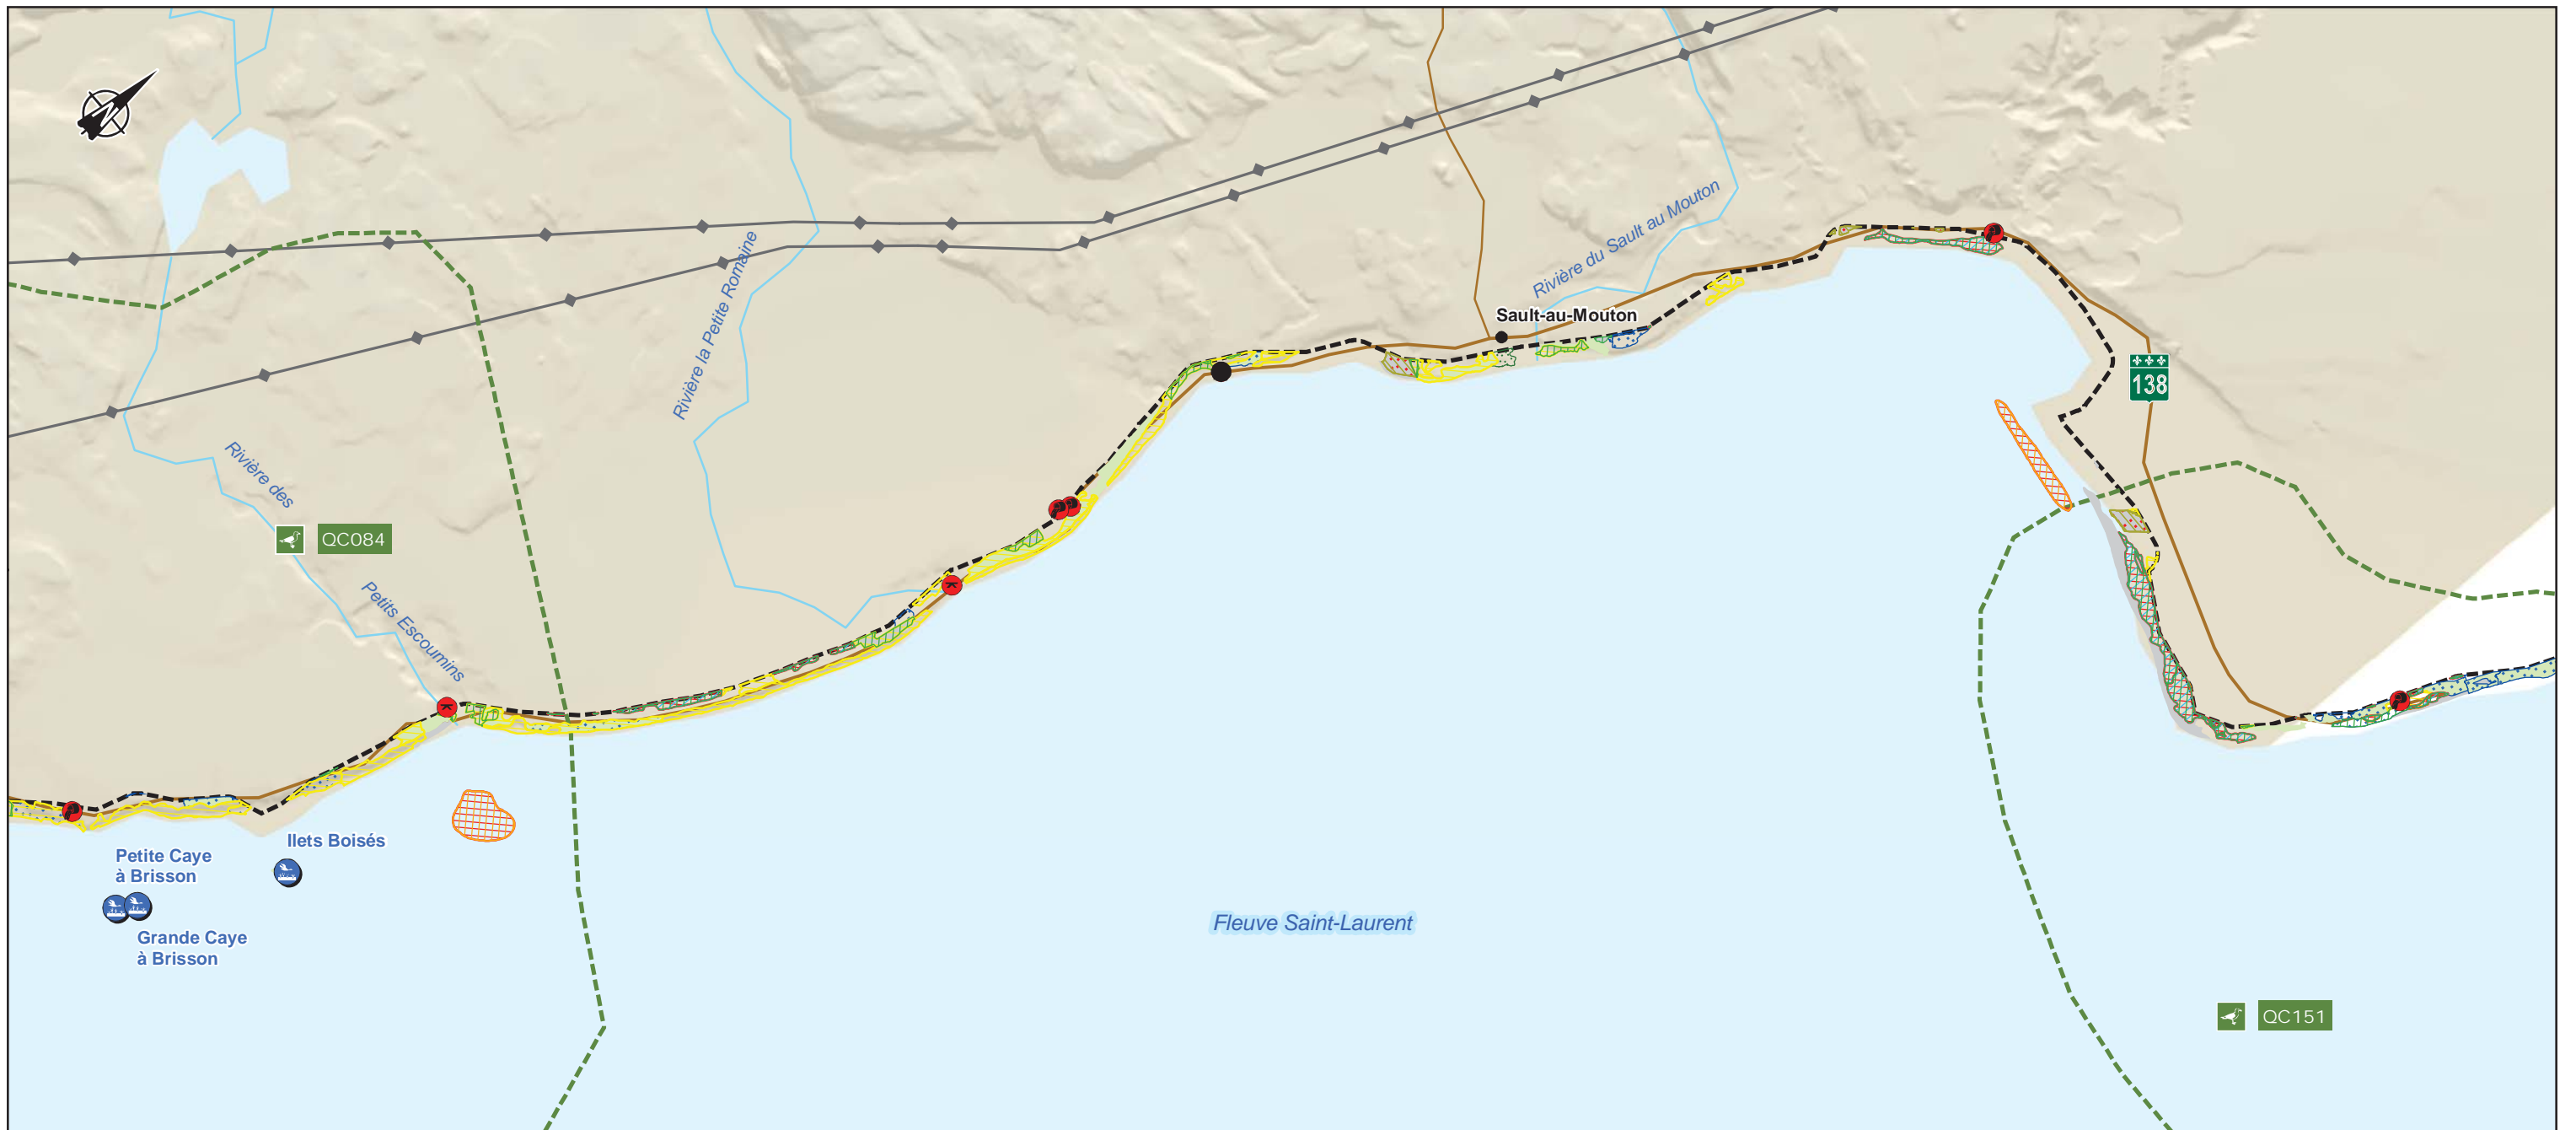 Rivière la Petite Romaine
Rivière du Sault au Mouton
Sault-au-Mouton
138
Rivière des
Petits Escoumins
QC084
Ilets Boisés
Petite Caye
à Brisson
Grande Caye
à Brisson
Fleuve Saint-Laurent
QC151